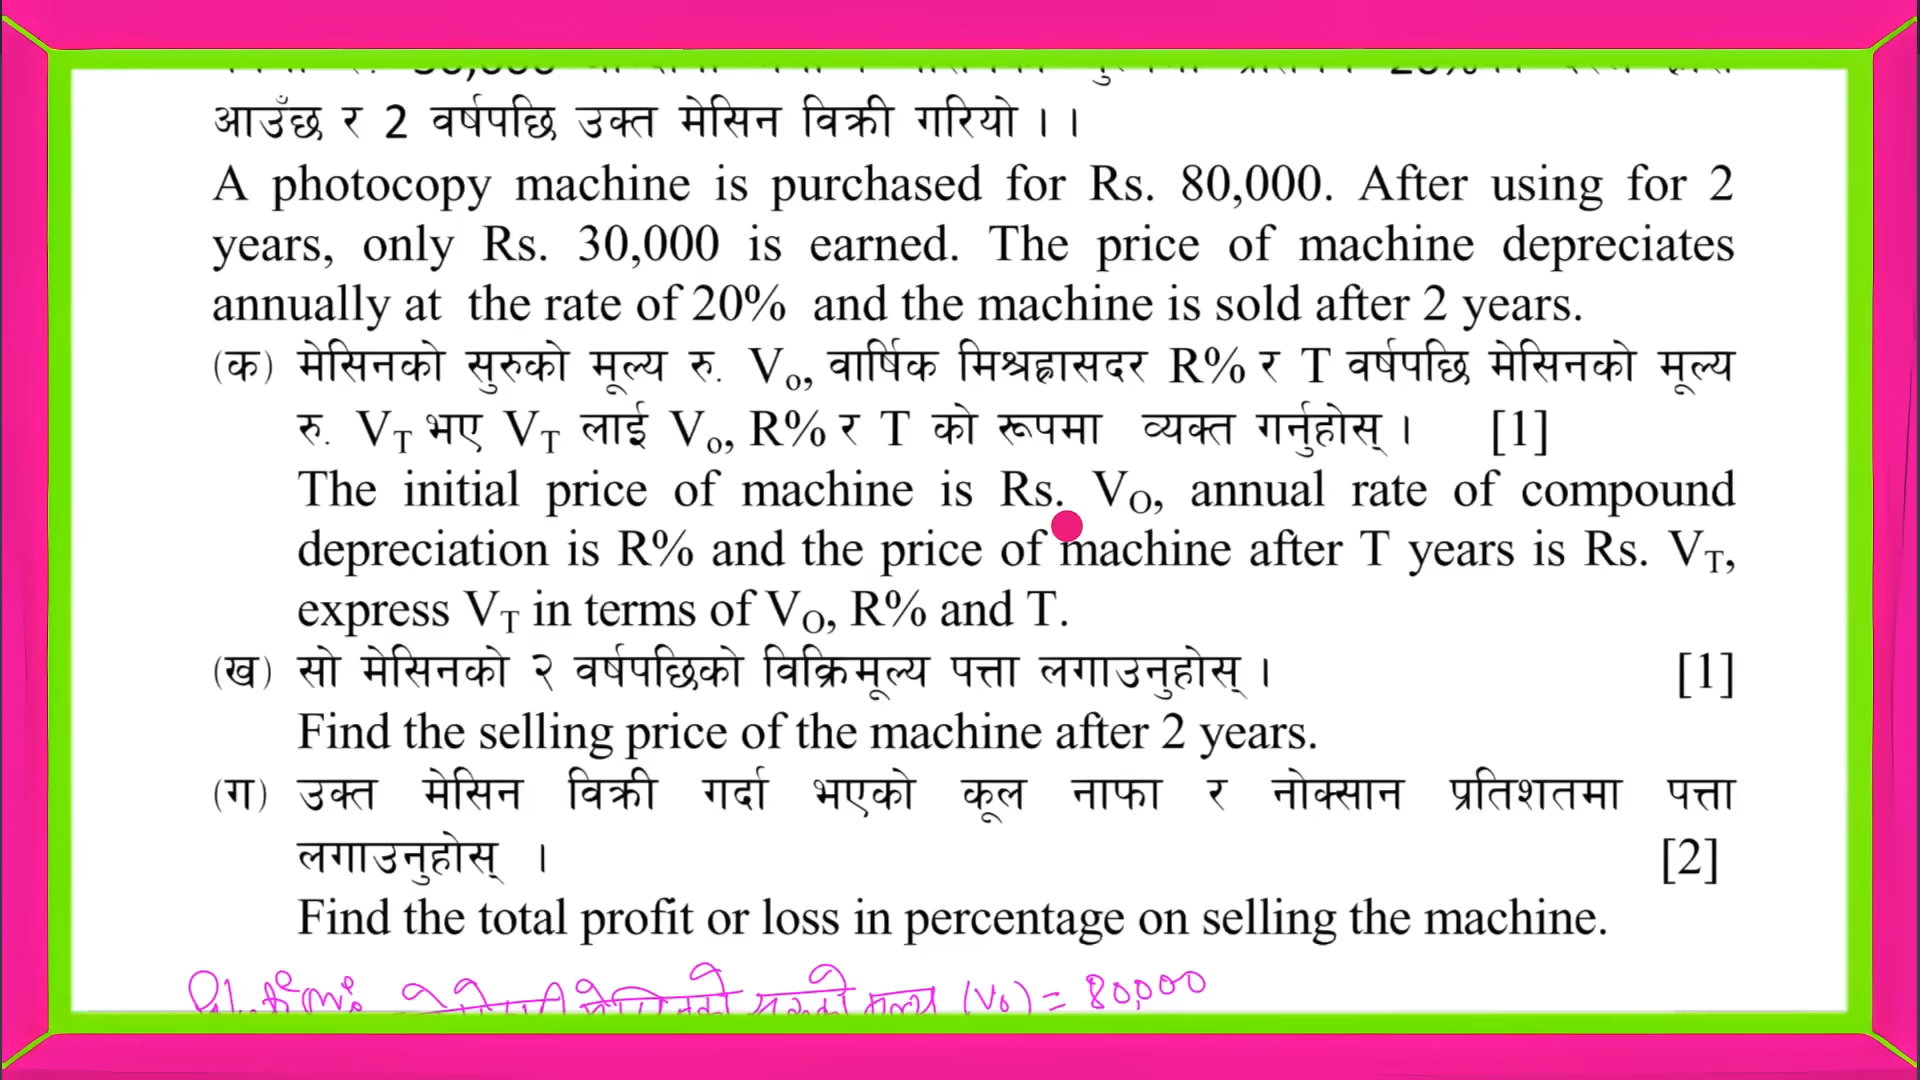 आउँछ र 2 वर्षपछि उक्त मेसिन विक्री गरियो । ।
A photocopy machine is purchased for Rs. 80,000. After using for 2
years, only Rs. 30,000 is earned. The price of machine depreciates
annually at the rate of 20% and the machine is sold after 2 years.
(क) मेसिनको सुरुको मूल्य रु. Vo, वार्षिक मिश्रह्रासदर R% र T वर्षपछि मेसिनको मूल्य
रु. VT भए VT लाई Vo, R% र T को रूपमा व्यक्त गर्नुहोस् । [1]
The initial price of machine is Rs. VO, annual rate of compound
depreciation is R% and the price of machine after T years is Rs. VT,
express VT in terms of VO, R% and T.
(ख) सो मेसिनको २ वर्षपछिको विक्रिमूल्य पत्ता लगाउनुहोस् । [1]
Find the selling price of the machine after 2 years.
(ग) उक्त मेसिन विक्री गर्दा भएको कूल नाफा र नोक्सान प्रतिशतमा पत्ता
लगाउनुहोस् । [2]
Find the total profit or loss in percentage on selling the machine.
मूल्य (V0) = 80,000